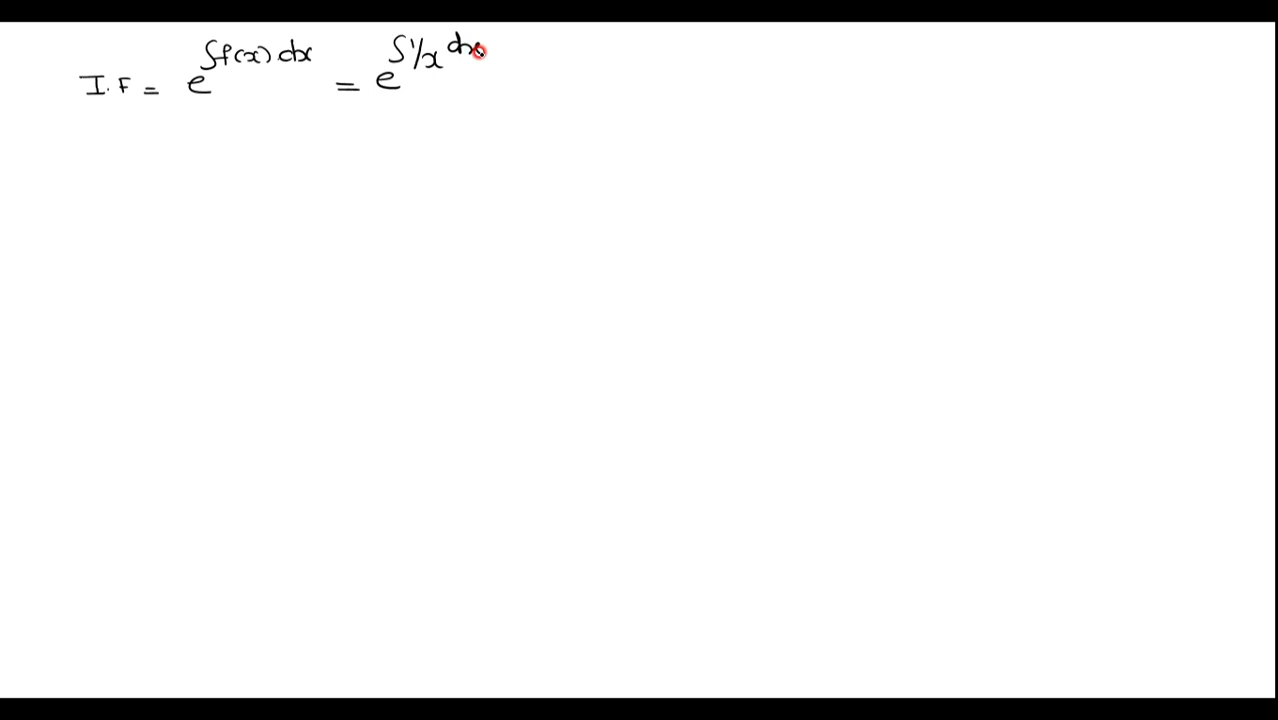 I.F = e^{∫f(x) dx} = e^{∫1/x dx}